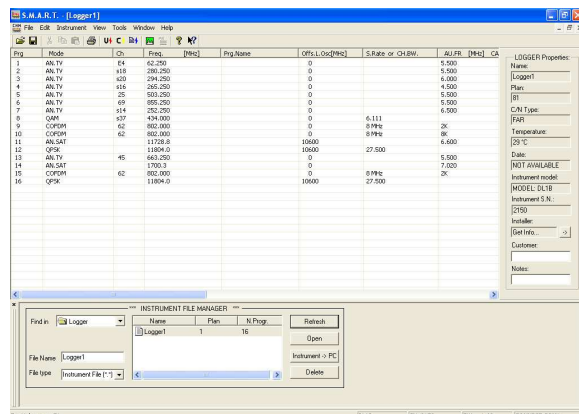 S.M.A.R.T. - [Logger1]
File Edit Instrument View Tools Window Help
Prg Mode Ch Freq. [MHz] Prg.Name Offs.L.Osc[MHz] S.Rate or CH.BW. AU.FR [MHz] CA
1 AN.TV E4 62.250 0 5.500
2 AN.TV s18 280.250 0 5.500
3 AN.TV s20 294.250 0 6.000
4 AN.TV s16 265.250 0 4.500
5 AN.TV 25 503.250 0 5.500
6 AN.TV 69 855.250 0 5.500
7 AN.TV s14 252.250 0 6.500
8 QAM s37 434.000 0 6.111
9 COFDM 62 802.000 0 8 MHz 2K
10 COFDM 62 802.000 0 8 MHz 8K
11 AN.SAT 11728.8 10600 6.600
12 QPSK 11804.0 10600 27.500
13 AN.TV 45 663.250 0 5.500
14 AN.SAT 1700.3 0 7.020
15 COFDM 62 802.000 0 8 MHz 2K
16 QPSK 11804.0 10600 27.500
LOGGER Properties:
Name:
Logger1
Plan:
81
C/N Type:
FAR
Temperature:
29 °C
Date:
NOT AVAILABLE
Instrument model:
MODEL: DL1B
Instrument S.N.:
2150
Installer:
Get Info... ->
Customer:
Notes:
*** INSTRUMENT FILE MANAGER ***
Find in Logger
Name Plan N.Progr.
Logger1 1 16
File Name Logger1
File type Instrument File (*.*)
Refresh
Open
Instrument -> PC
Delete